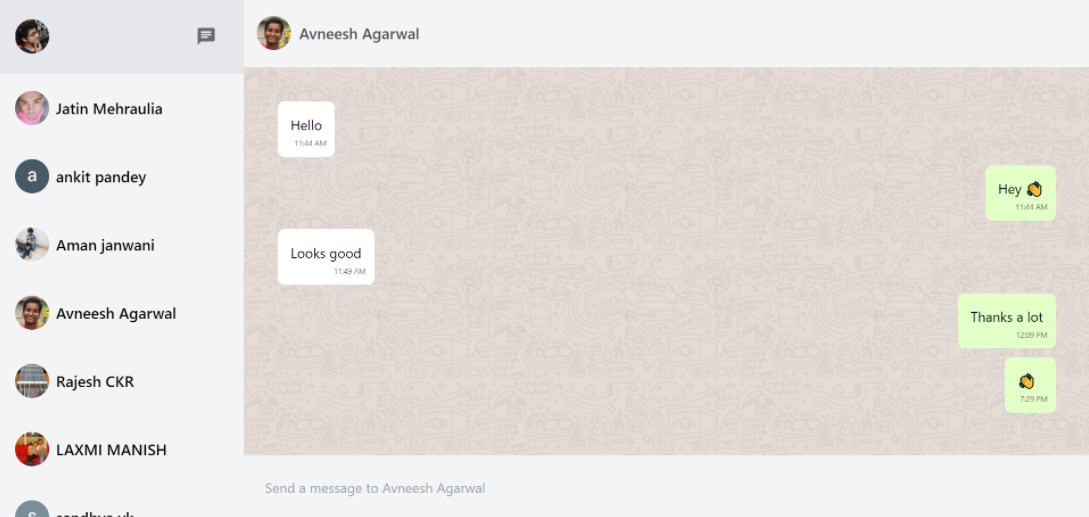 Jatin Mehraulia
a ankit pandey
Aman janwani
Avneesh Agarwal
Rajesh CKR
LAXMI MANISH
Avneesh Agarwal
Hello
11:44 AM
Hey 👏
11:44 AM
Looks good
11:49 AM
Thanks a lot
12:09 PM
👏
7:29 PM
Send a message to Avneesh Agarwal